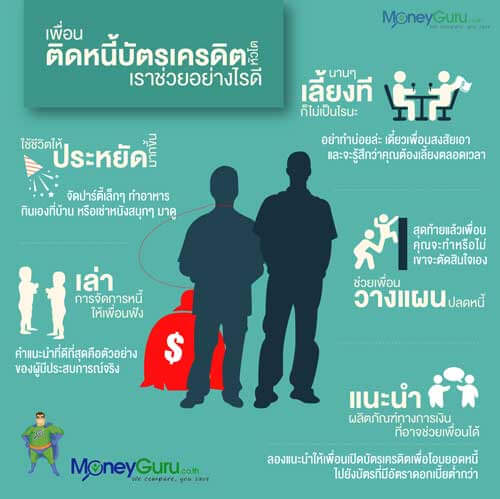 MoneyGuru.co.th
We compare, you save
เพื่อน
ติดหนี้บัตรเครดิต
หัวโต
เราช่วยอย่างไรดี
นานๆ
เลี้ยงที
ก็ไม่เป็นไรนะ
อย่าทำบ่อยล่ะ เดี๋ยวเพื่อนสงสัยเอา
และจะรู้สึกว่าคุณต้องเลี้ยงตลอดเวลา
ใช้ชีวิตให้
ประหยัด
มากขึ้น
จัดปาร์ตี้เล็กๆ ทำอาหาร
กินเองที่บ้าน หรือเช่าหนังสนุกๆ มาดู
สุดท้ายแล้วเพื่อน
คุณจะทำหรือไม่
เขาจะตัดสินใจเอง
ช่วยเพื่อน
วางแผน ปลดหนี้
เล่า
การจัดการหนี้
ให้เพื่อนฟัง
คำแนะนำที่ดีที่สุดคือตัวอย่าง
ของผู้มีประสบการณ์จริง
$
แนะนำ
ผลิตภัณฑ์ทางการเงิน
ที่อาจช่วยเพื่อนได้
ลองแนะนำให้เพื่อนเปิดบัตรเครดิตเพื่อโอนยอดหนี้
ไปยังบัตรที่มีอัตราดอกเบี้ยต่ำกว่า
MoneyGuru.co.th
We compare, you save